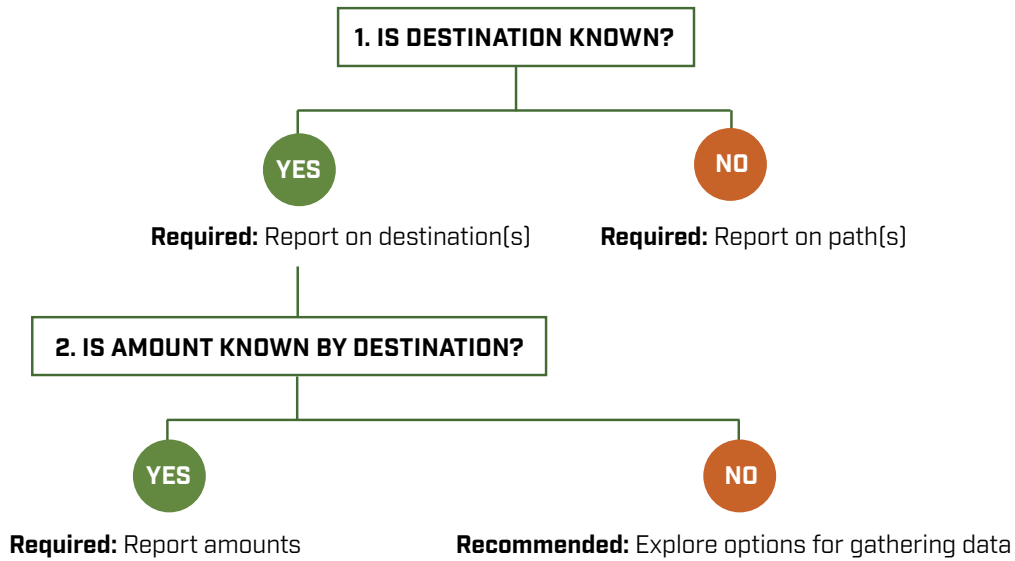 1. IS DESTINATION KNOWN?
YES
NO
Required: Report on destination(s)
Required: Report on path(s)
2. IS AMOUNT KNOWN BY DESTINATION?
YES
NO
Required: Report amounts
Recommended: Explore options for gathering data